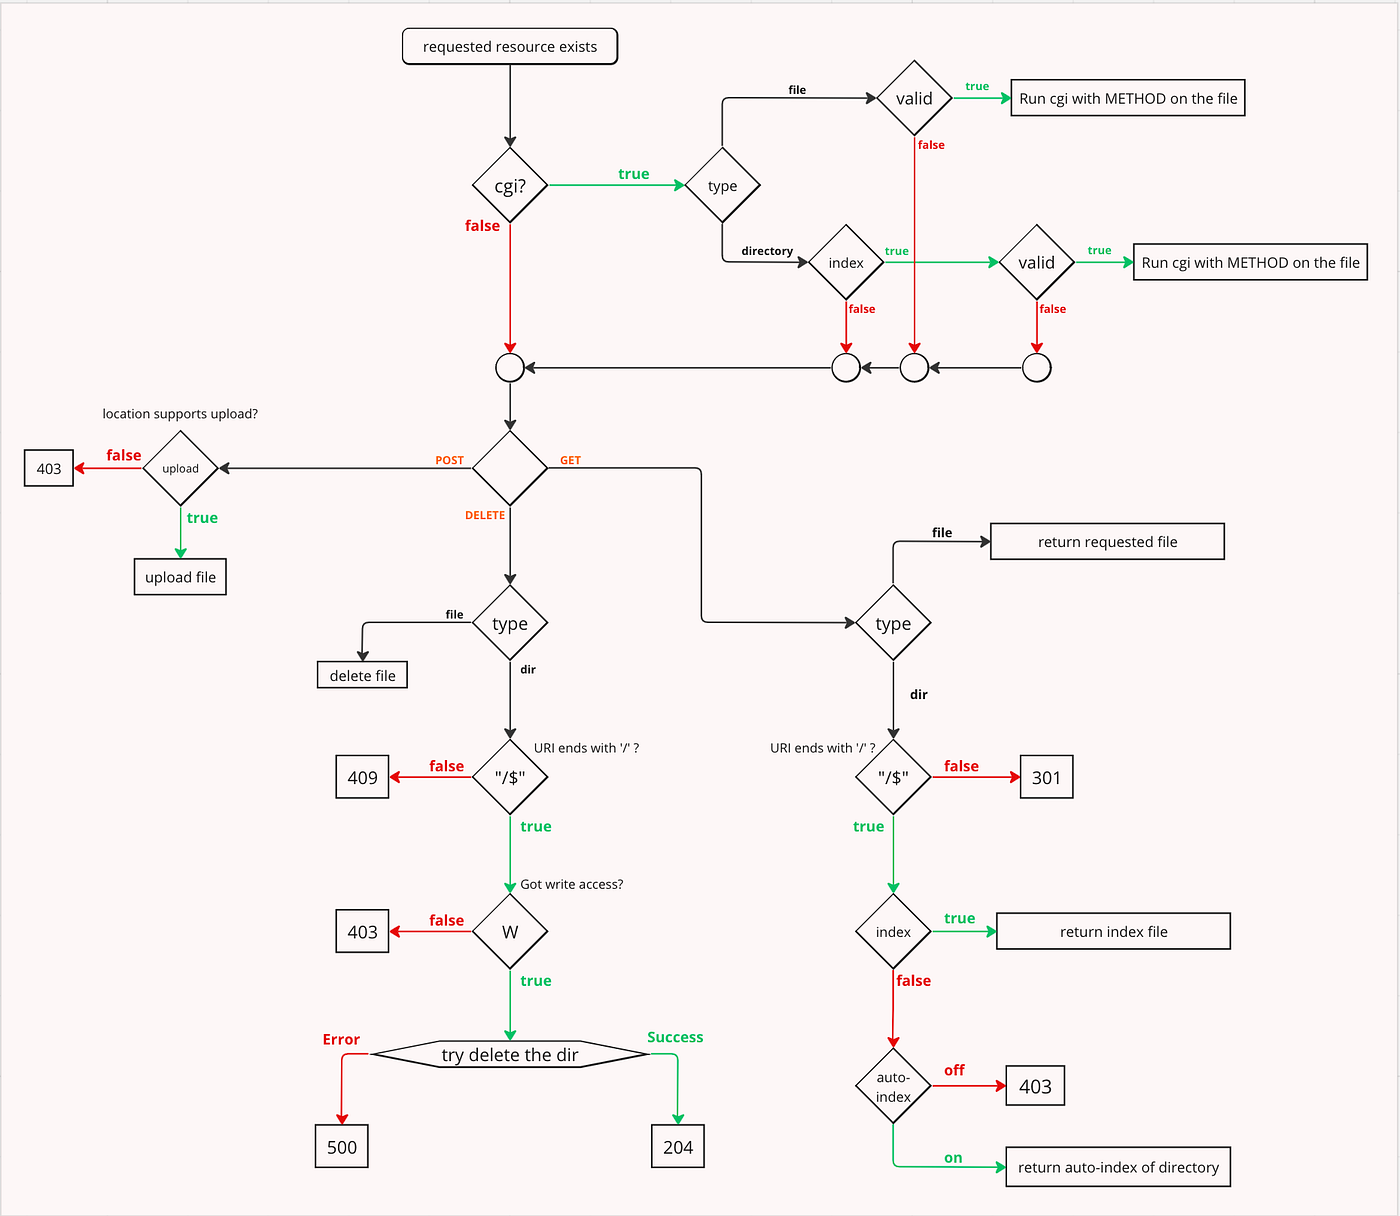 requested resource exists
file
valid
true
Run cgi with METHOD on the file
false
cgi?
true
type
false
directory
index
true
valid
true
Run cgi with METHOD on the file
false
false
location supports upload?
403
false
upload
POST
GET
true
DELETE
upload file
file
return requested file
file
type
type
delete file
dir
dir
URI ends with '/' ?
URI ends with '/' ?
409
false
"/$"
"/$"
false
301
true
true
Got write access?
403
false
W
index
true
return index file
true
false
Error
Success
try delete the dir
auto-
index
off
403
500
204
on
return auto-index of directory